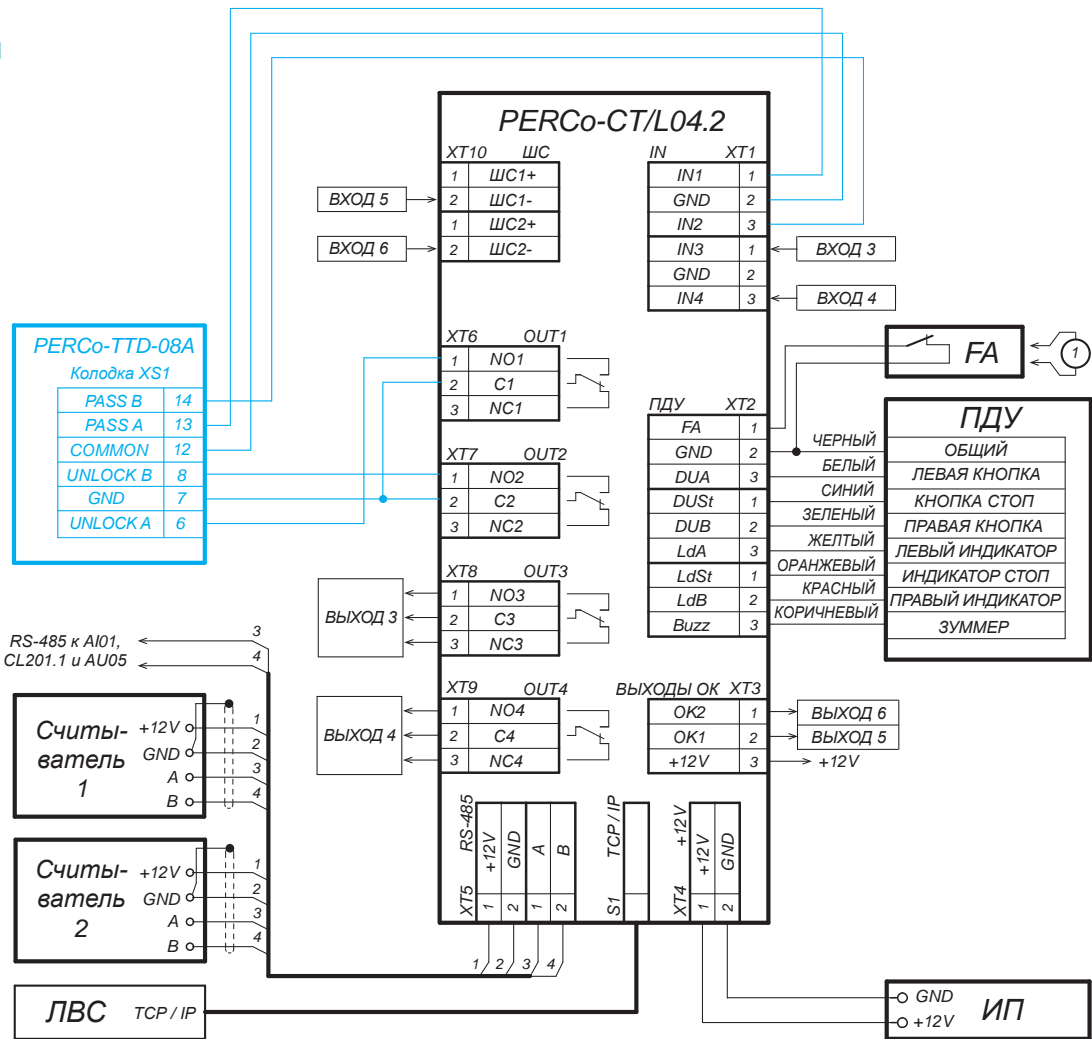 PERCo-CT/L04.2
XT10 ШС
1 ШС1+
2 ШС1-
1 ШС2+
2 ШС2-
ВХОД 5
ВХОД 6
IN XT1
IN1 1
GND 2
IN2 3
IN3 1
GND 2
IN4 3
ВХОД 3
ВХОД 4
PERCo-TTD-08A
Колодка XS1
PASS B 14
PASS A 13
COMMON 12
UNLOCK B 8
GND 7
UNLOCK A 6
XT6 OUT1
1 NO1
2 C1
3 NC1
XT7 OUT2
1 NO2
2 C2
3 NC2
XT8 OUT3
1 NO3
2 C3
3 NC3
ВЫХОД 3
XT9 OUT4
1 NO4
2 C4
3 NC4
ВЫХОД 4
FA
1
ПДУ XT2
FA 1
GND 2
DUA 3
DUSt 1
DUB 2
LdA 3
LdSt 1
LdB 2
Buzz 3
ЧЕРНЫЙ
БЕЛЫЙ
СИНИЙ
ЗЕЛЕНЫЙ
ЖЕЛТЫЙ
ОРАНЖЕВЫЙ
КРАСНЫЙ
КОРИЧНЕВЫЙ
ПДУ
ОБЩИЙ
ЛЕВАЯ КНОПКА
КНОПКА СТОП
ПРАВАЯ КНОПКА
ЛЕВЫЙ ИНДИКАТОР
ИНДИКАТОР СТОП
ПРАВЫЙ ИНДИКАТОР
ЗУММЕР
ВЫХОДЫ ОК XT3
OK2 1
OK1 2
+12V 3
ВЫХОД 6
ВЫХОД 5
+12V
RS-485 к AI01,
CL201.1 и AU05
3
4
Считы-
ватель
1
+12V 1
GND 2
A 3
B 4
Считы-
ватель
2
+12V 1
GND 2
A 3
B 4
XT5 RS-485
1 +12V
2 GND
1 A
2 B
1 2 3 4
S1 TCP / IP
XT4 +12V
1 +12V
2 GND
ЛВС TCP / IP
GND
+12V
ИП